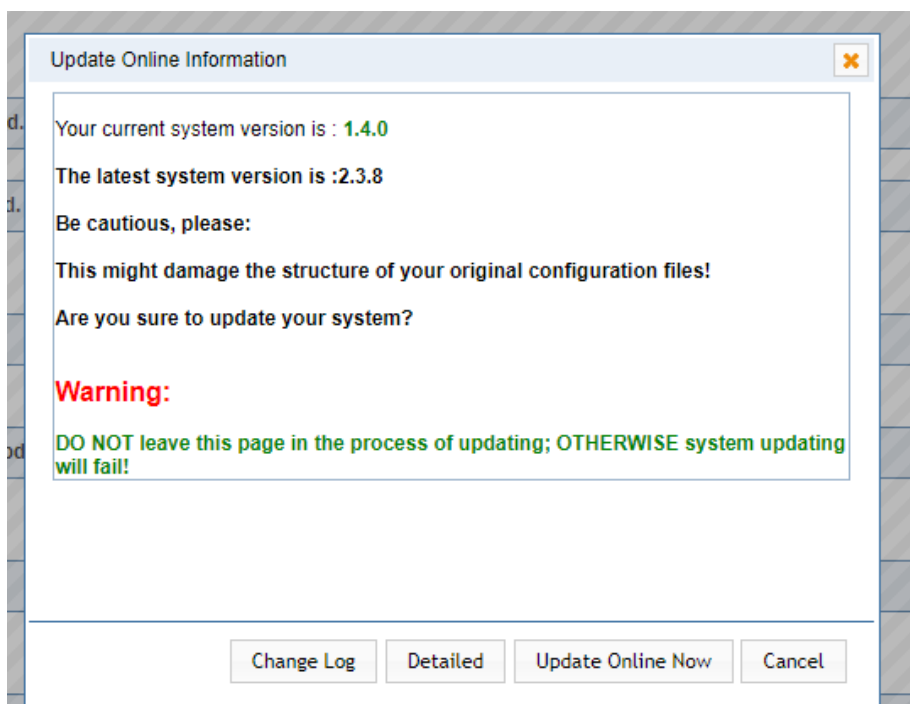 Update Online Information
d.
Your current system version is : 1.4.0
The latest system version is :2.3.8
d.
Be cautious, please:
This might damage the structure of your original configuration files!
Are you sure to update your system?
Warning:
od
DO NOT leave this page in the process of updating; OTHERWISE system updating
will fail!
Change Log Detailed Update Online Now Cancel